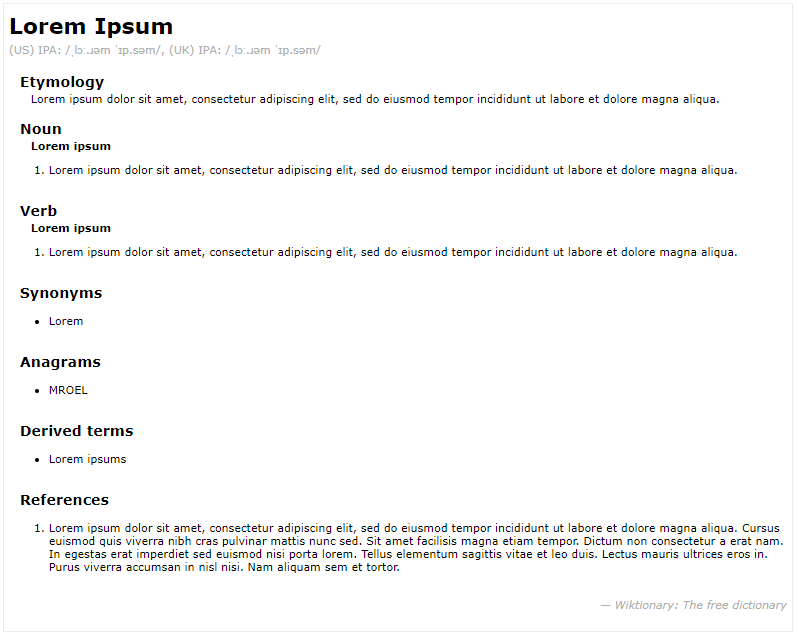 Lorem Ipsum
(US) IPA: /ˌlɔː.ɹəm ˈɪp.səm/, (UK) IPA: /ˌlɔː.ɹəm ˈɪp.səm/
Etymology
Lorem ipsum dolor sit amet, consectetur adipiscing elit, sed do eiusmod tempor incididunt ut labore et dolore magna aliqua.
Noun
Lorem ipsum
1. Lorem ipsum dolor sit amet, consectetur adipiscing elit, sed do eiusmod tempor incididunt ut labore et dolore magna aliqua.
Verb
Lorem ipsum
1. Lorem ipsum dolor sit amet, consectetur adipiscing elit, sed do eiusmod tempor incididunt ut labore et dolore magna aliqua.
Synonyms
• Lorem
Anagrams
• MROEL
Derived terms
• Lorem ipsums
References
1. Lorem ipsum dolor sit amet, consectetur adipiscing elit, sed do eiusmod tempor incididunt ut labore et dolore magna aliqua. Cursus
euismod quis viverra nibh cras pulvinar mattis nunc sed. Sit amet facilisis magna etiam tempor. Dictum non consectetur a erat nam.
In egestas erat imperdiet sed euismod nisi porta lorem. Tellus elementum sagittis vitae et leo duis. Lectus mauris ultrices eros in.
Purus viverra accumsan in nisl nisi. Nam aliquam sem et tortor.
— Wiktionary: The free dictionary